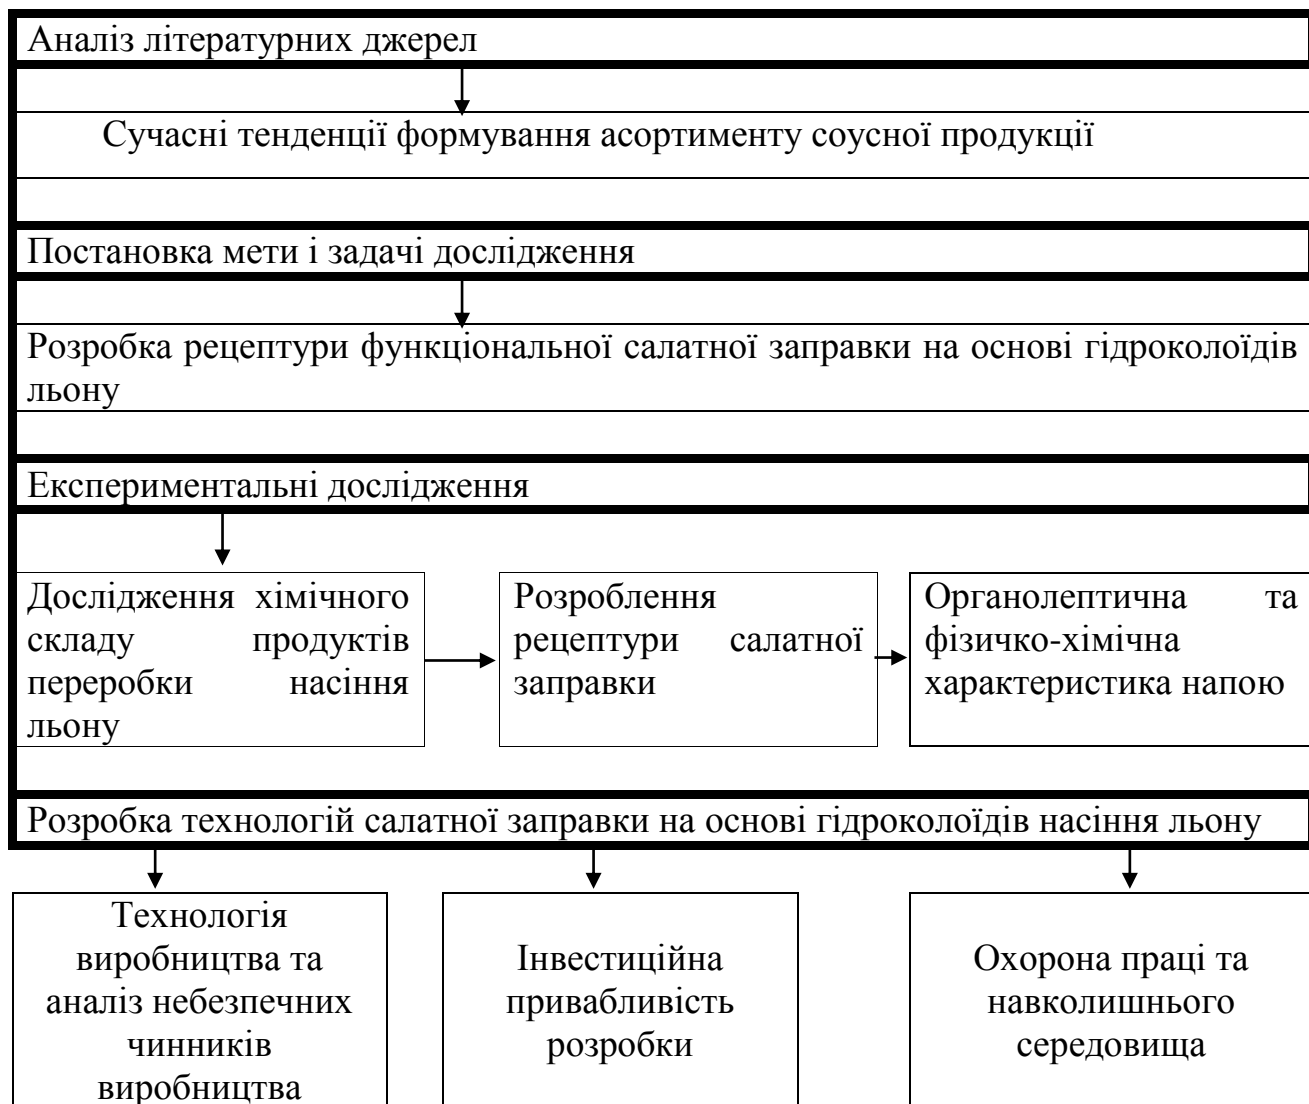 Аналіз літературних джерел
Сучасні тенденції формування асортименту соусної продукції
Постановка мети і задачі дослідження
Розробка рецептури функціональної салатної заправки на основі гідроколоїдів
льону
Експериментальні дослідження
Дослідження хімічного
складу продуктів
переробки насіння
льону
Розроблення
рецептури салатної
заправки
Органолептична та
фізичко-хімічна
характеристика напою
Розробка технологій салатної заправки на основі гідроколоїдів насіння льону
Технологія
виробництва та
аналіз небезпечних
чинників
виробництва
Інвестиційна
привабливість
розробки
Охорона праці та
навколишнього
середовища